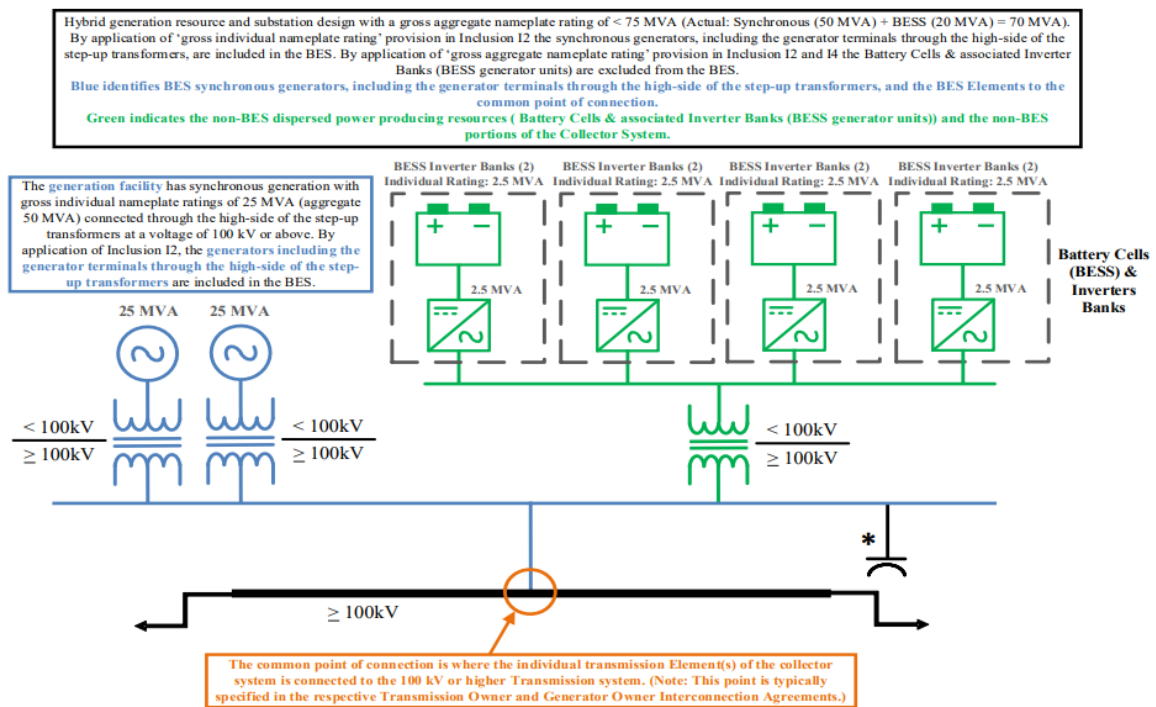 Hybrid generation resource and substation design with a gross aggregate nameplate rating of < 75 MVA (Actual: Synchronous (50 MVA) + BESS (20 MVA) = 70 MVA).
By application of ‘gross individual nameplate rating’ provision in Inclusion I2 the synchronous generators, including the generator terminals through the high-side of the
step-up transformers, are included in the BES. By application of ‘gross aggregate nameplate rating’ provision in Inclusion I2 and I4 the Battery Cells & associated Inverter
Banks (BESS generator units) are excluded from the BES.
Blue identifies BES synchronous generators, including the generator terminals through the high-side of the step-up transformers, and the BES Elements to the
common point of connection.
Green indicates the non-BES dispersed power producing resources ( Battery Cells & associated Inverter Banks (BESS generator units)) and the non-BES
portions of the Collector System.
BESS Inverter Banks (2)
Individual Rating: 2.5 MVA
BESS Inverter Banks (2)
Individual Rating: 2.5 MVA
BESS Inverter Banks (2)
Individual Rating: 2.5 MVA
BESS Inverter Banks (2)
Individual Rating: 2.5 MVA
The generation facility has synchronous generation with
gross individual nameplate ratings of 25 MVA (aggregate
50 MVA) connected through the high-side of the step-up
transformers at a voltage of 100 kV or above. By
application of Inclusion I2, the generators including the
generator terminals through the high-side of the step-
up transformers are included in the BES.
+ −
+ −
+ −
+ −
2.5 MVA
2.5 MVA
2.5 MVA
2.5 MVA
Battery Cells
(BESS) &
Inverters
Banks
25 MVA
25 MVA
< 100kV
≥ 100kV
< 100kV
≥ 100kV
< 100kV
≥ 100kV
*
≥ 100kV
The common point of connection is where the individual transmission Element(s) of the collector
system is connected to the 100 kV or higher Transmission system. (Note: This point is typically
specified in the respective Transmission Owner and Generator Owner Interconnection Agreements.)